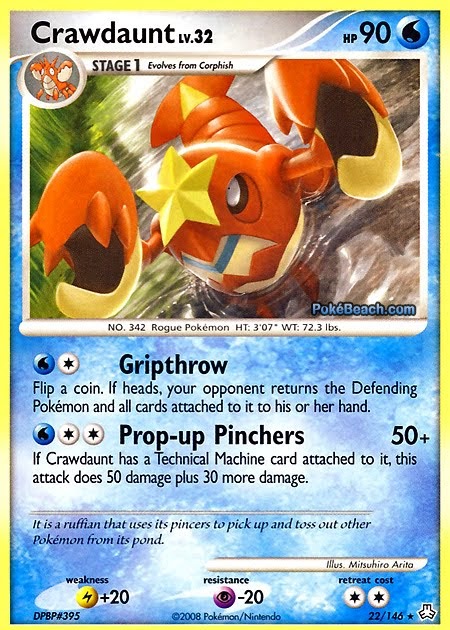 Crawdaunt LV.32 HP 90
STAGE 1 Evolves from Corphish
PokéBeach.com
NO. 342 Rogue Pokémon HT: 3'07" WT: 72.3 lbs.
Gripthrow
Flip a coin. If heads, your opponent returns the Defending
Pokémon and all cards attached to it to his or her hand.
Prop-up Pinchers 50+
If Crawdaunt has a Technical Machine card attached to it, this
attack does 50 damage plus 30 more damage.
It is a ruffian that uses its pincers to pick up and toss out other
Pokémon from its pond.
Illus. Mitsuhiro Arita
weakness resistance retreat cost
+20 -20
DPBP#395 ©2008 Pokémon/Nintendo 22/146 ★